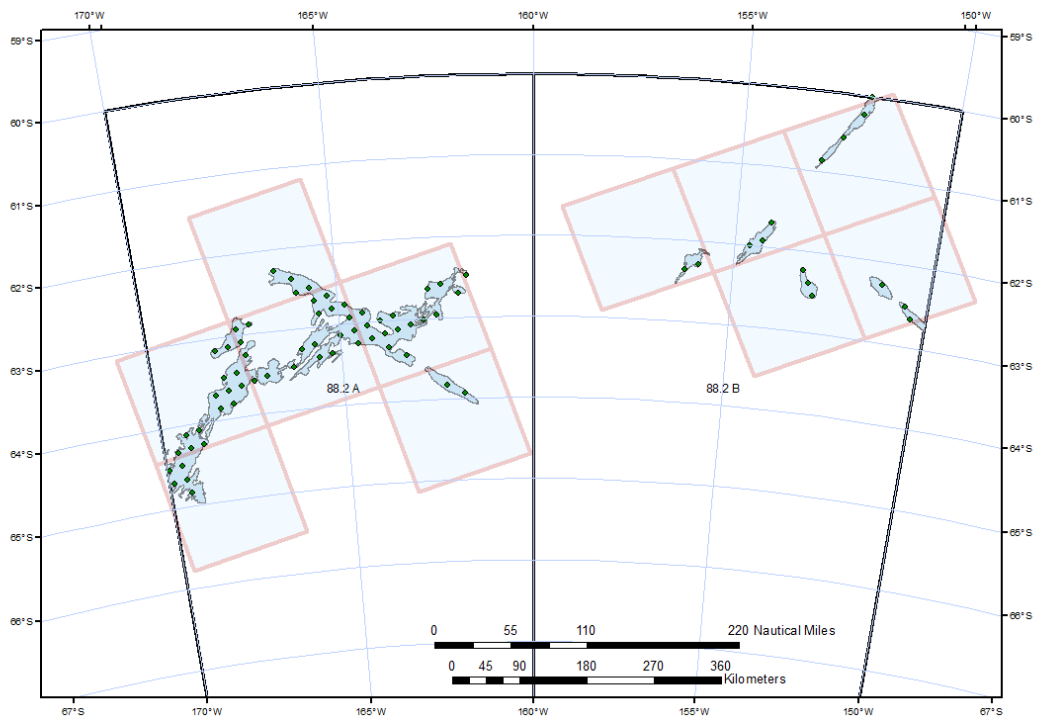 170°W 165°W 160°W 155°W 150°W
59°S 59°S
60°S 60°S
61°S 61°S
62°S 62°S
63°S 63°S
88.2 A 88.2 B
64°S 64°S
65°S 65°S
66°S 66°S
0 55 110 220 Nautical Miles
0 45 90 180 270 360
Kilometers
67°S 170°W 165°W 160°W 155°W 150°W 67°S